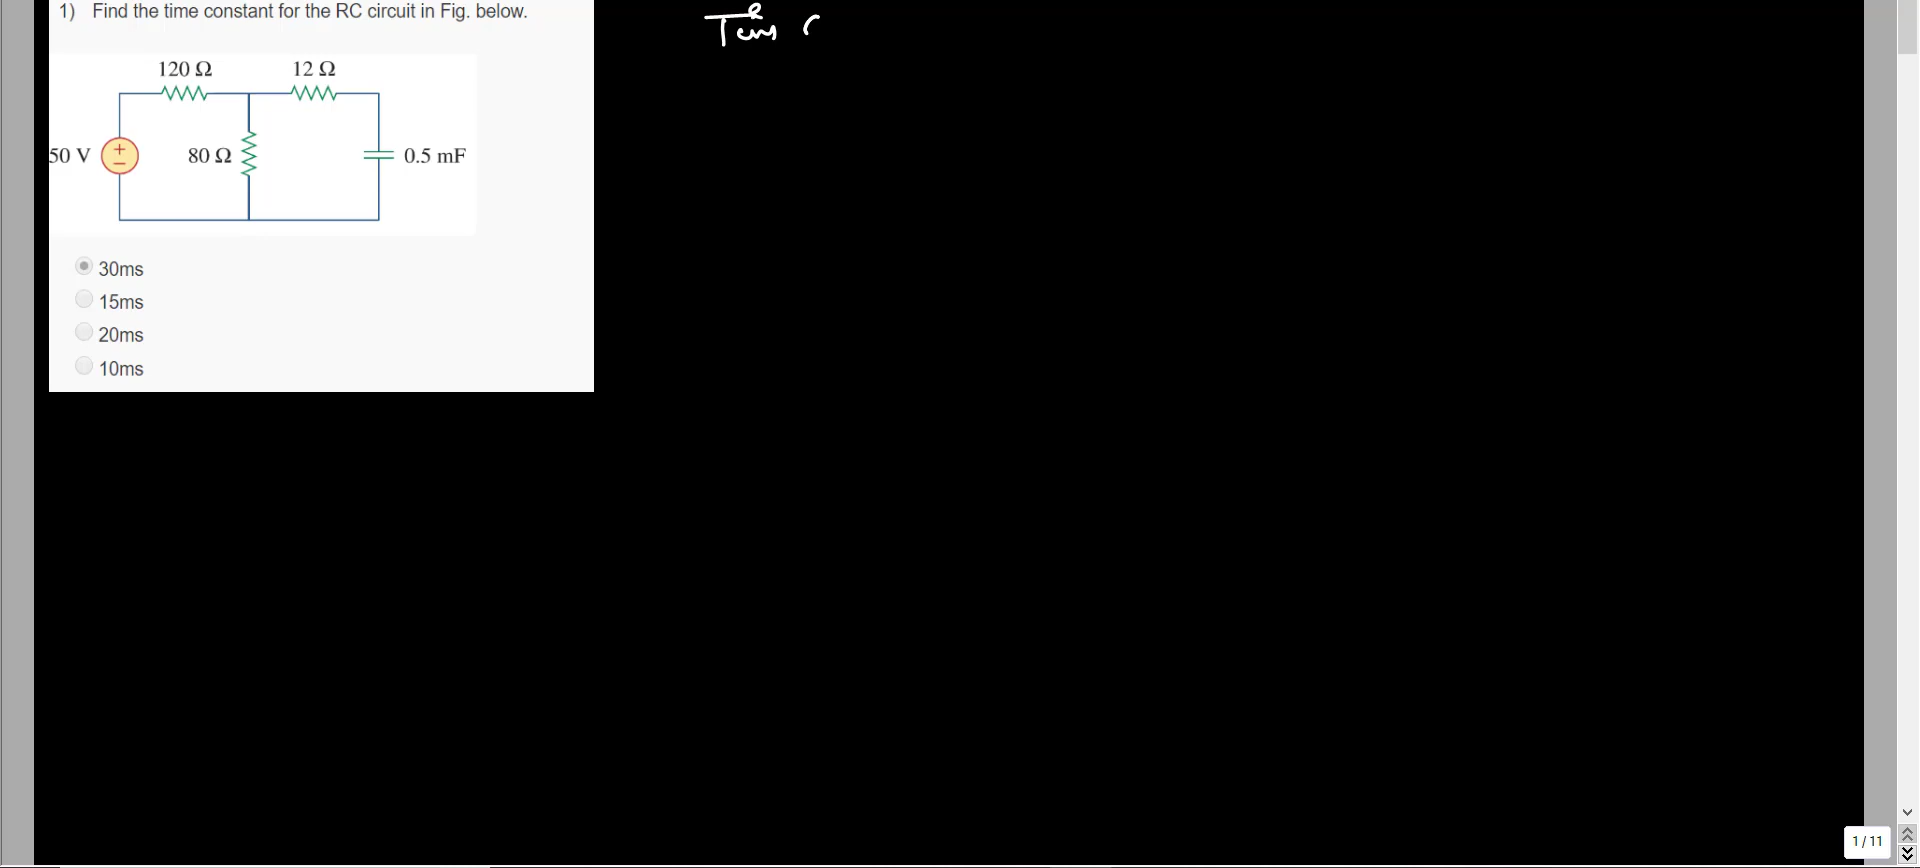 1) Find the time constant for the RC circuit in Fig. below.
120 Ω 12 Ω
50 V + − 80 Ω 0.5 mF
30ms
15ms
20ms
10ms
1 / 11